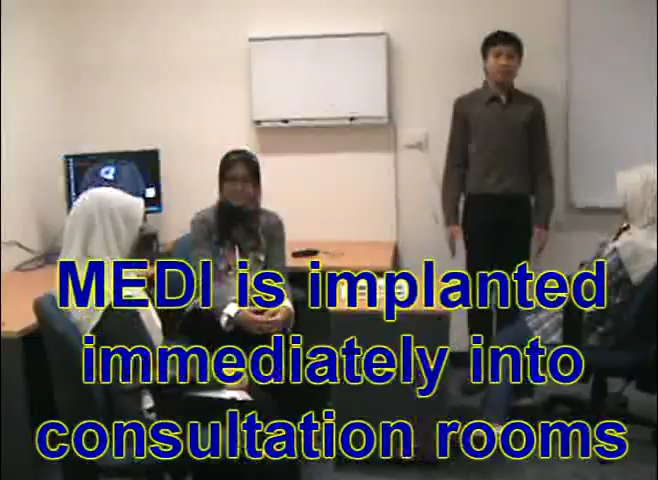 MEDI is implanted
immediately into
consultation rooms